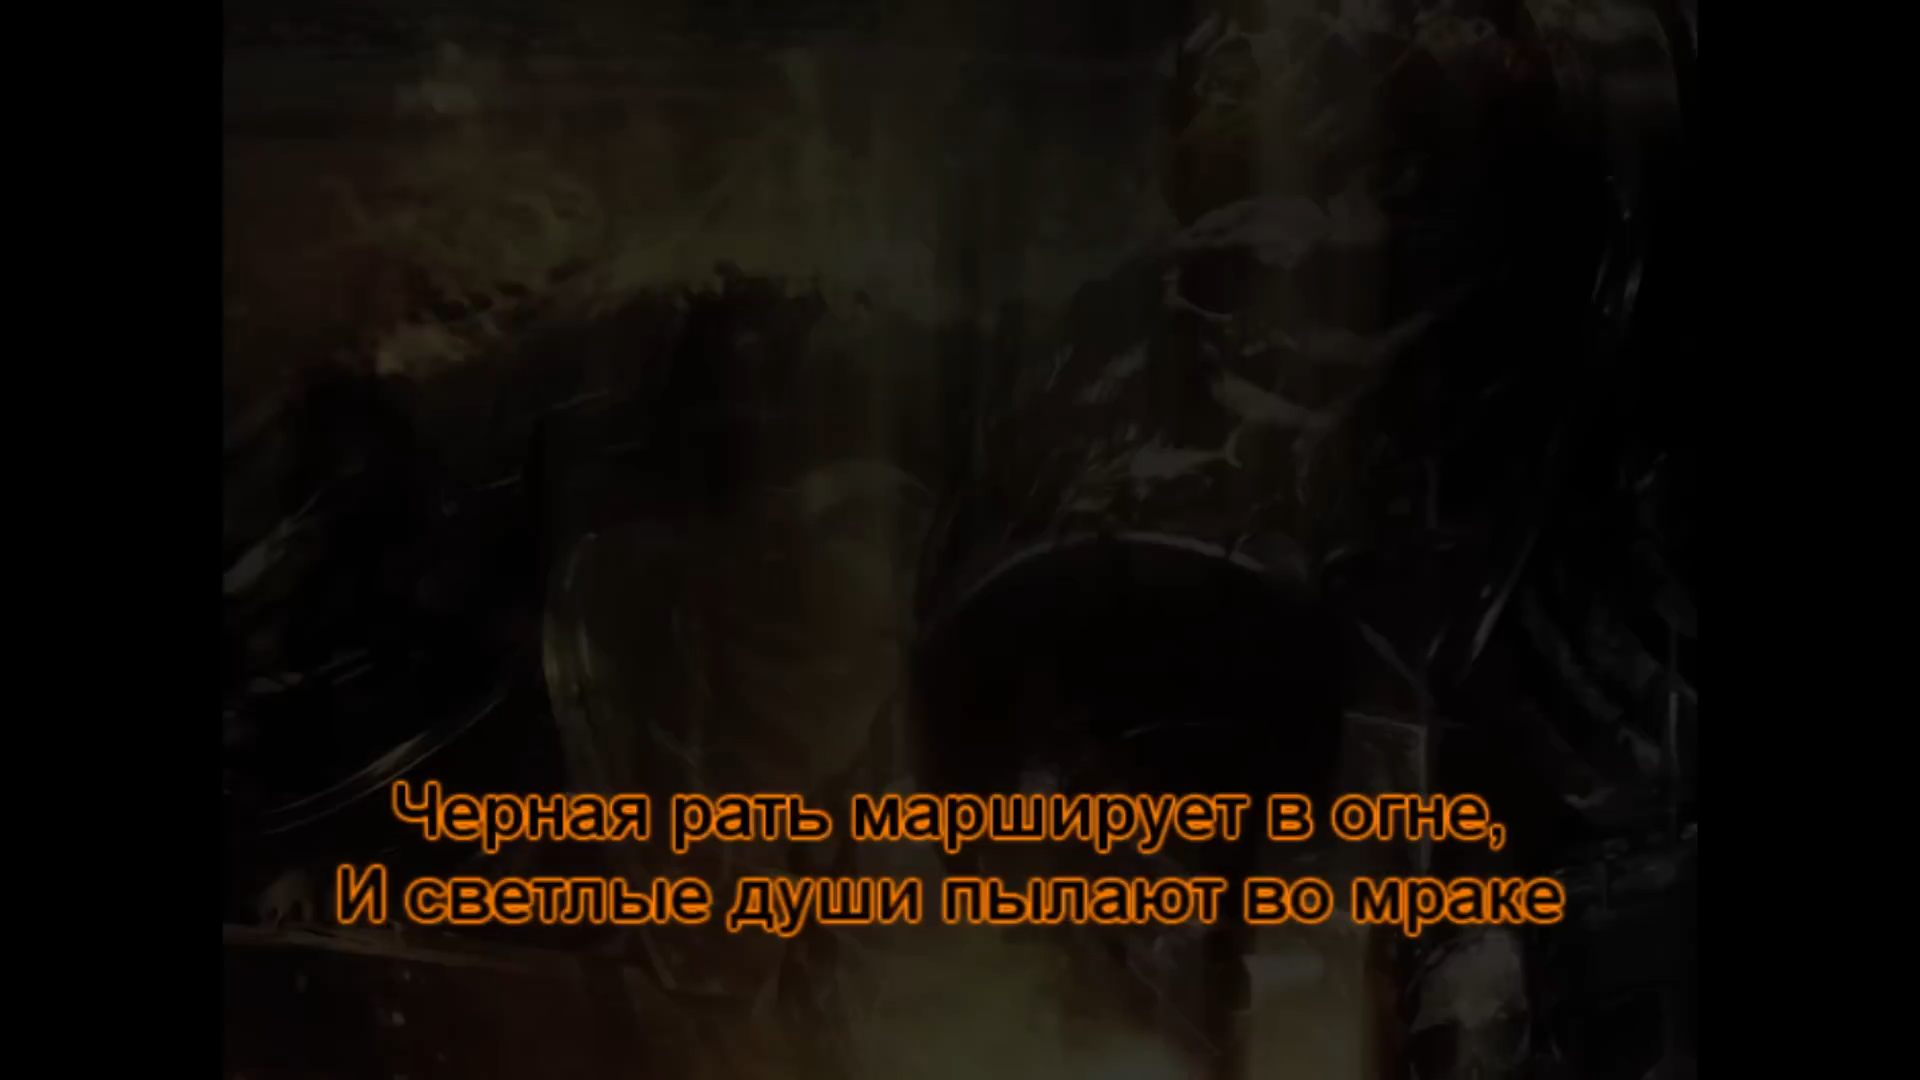 Черная рать марширует в огне,
И светлые души пылают во мраке